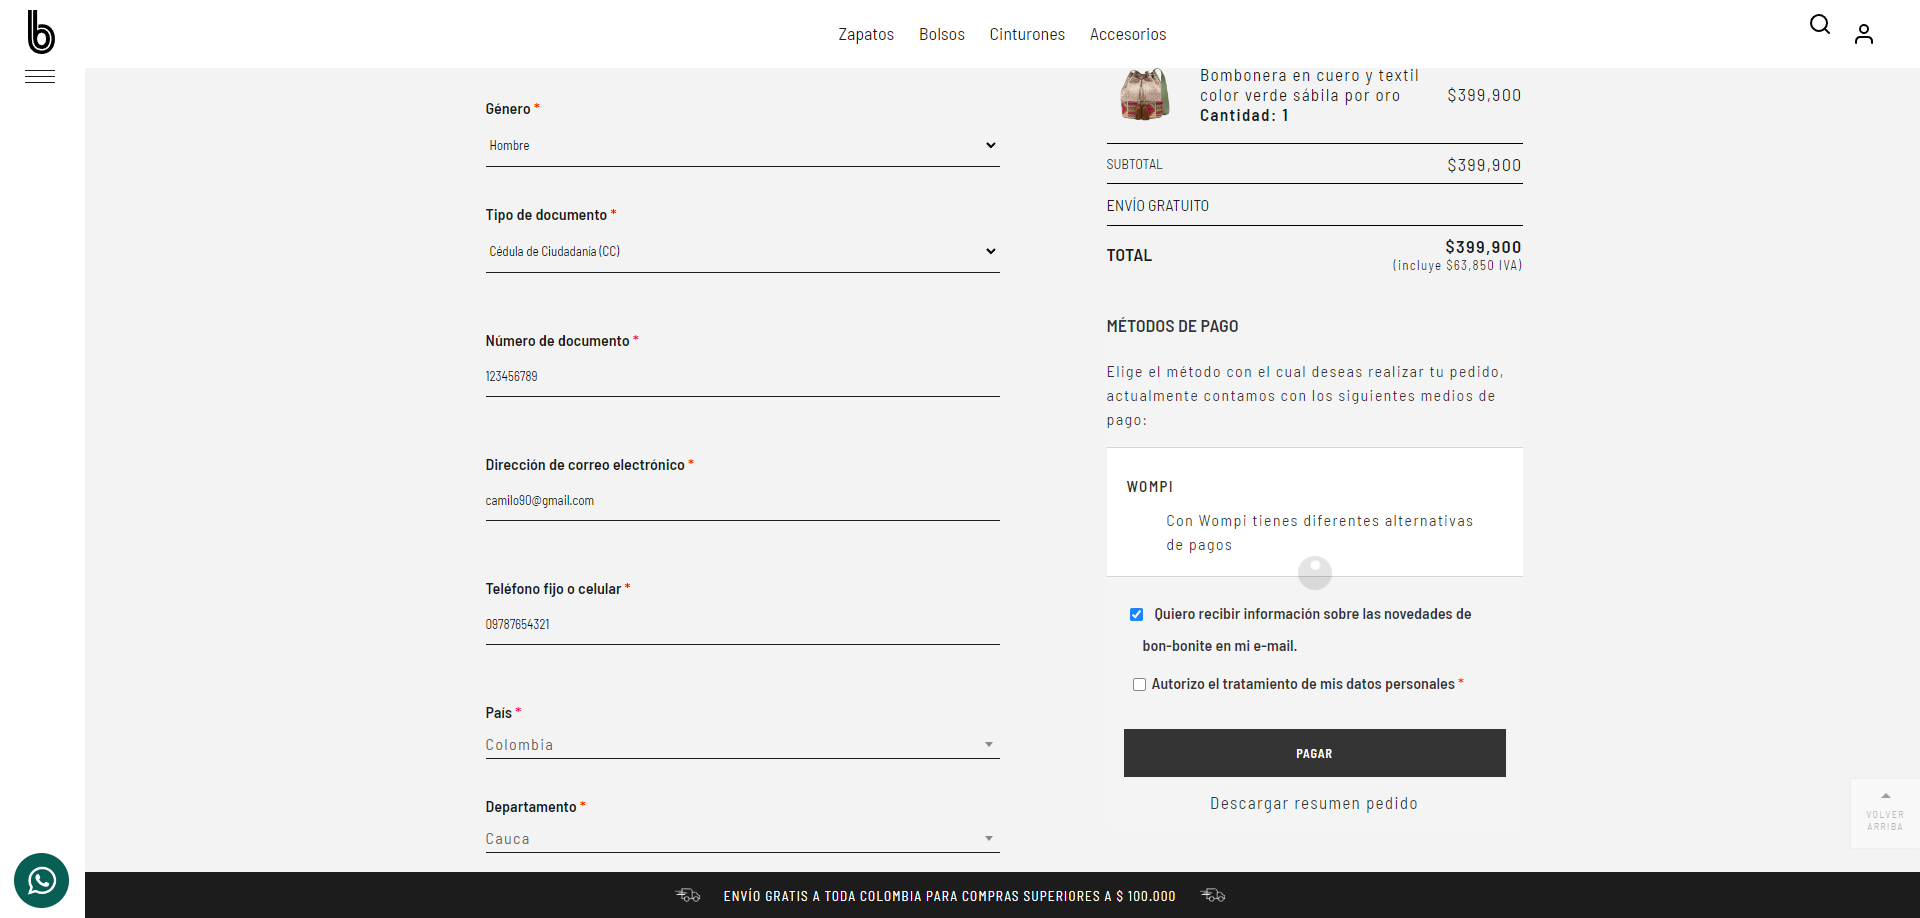 b
Zapatos Bolsos Cinturones Accesorios
Género *
Hombre
Tipo de documento *
Cédula de Ciudadanía (CC)
Número de documento *
123456789
Dirección de correo electrónico *
camilo90@gmail.com
Teléfono fijo o celular *
09787654321
País *
Colombia
Departamento *
Cauca
Bombonera en cuero y textil
color verde sábila por oro
Cantidad: 1
$399,900
SUBTOTAL $399,900
ENVÍO GRATUITO
TOTAL $399,900
(incluye $63,850 IVA)
MÉTODOS DE PAGO
Elige el método con el cual deseas realizar tu pedido,
actualmente contamos con los siguientes medios de
pago:
WOMPI
Con Wompi tienes diferentes alternativas
de pagos
Quiero recibir información sobre las novedades de
bon-bonite en mi e-mail.
Autorizo el tratamiento de mis datos personales *
PAGAR
Descargar resumen pedido
VOLVER
ARRIBA
ENVÍO GRATIS A TODA COLOMBIA PARA COMPRAS SUPERIORES A $ 100.000